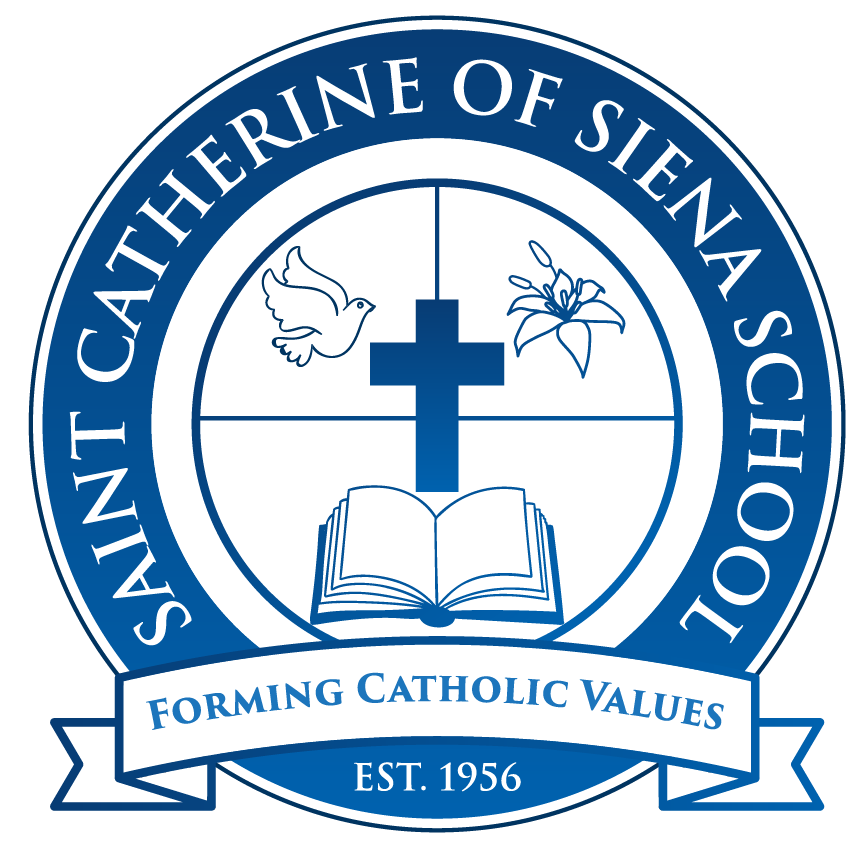 SAINT CATHERINE OF SIENA SCHOOL
FORMING CATHOLIC VALUES
EST. 1956